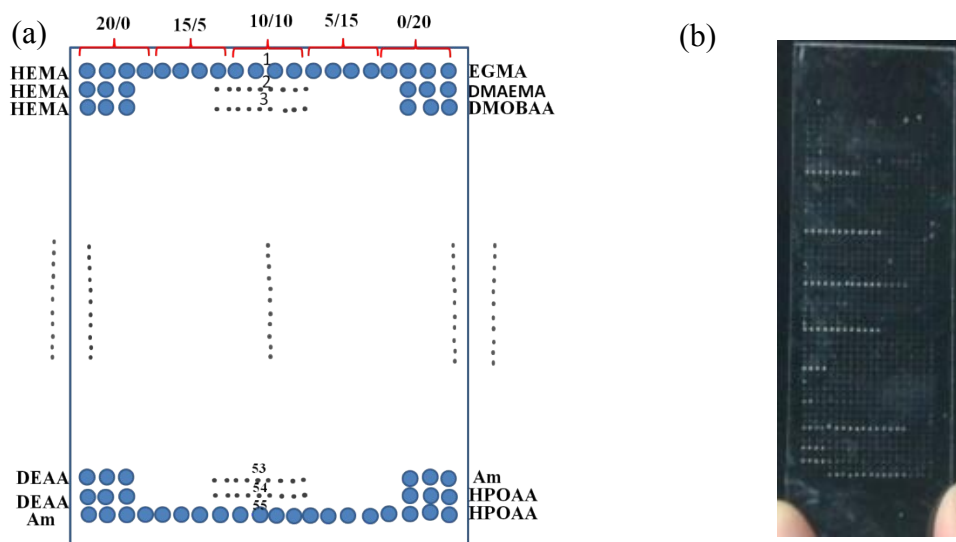 20/0 15/5 10/10 5/15 0/20
(a)
(b)
1
HEMA EGMA
2
HEMA DMAEMA
3
HEMA DMOBAA
53
DEAA Am
54
DEAA HPOAA
55
Am HPOAA